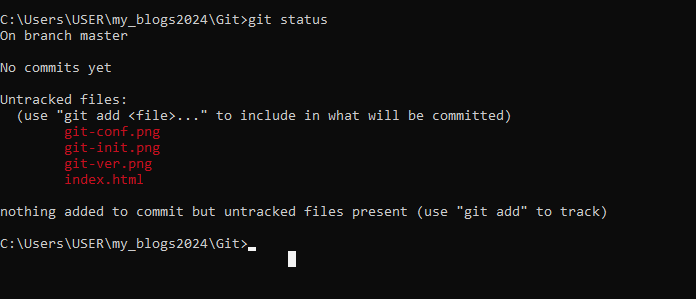 C:\Users\USER\my_blogs2024\Git>git status
On branch master
No commits yet
Untracked files:
(use "git add <file>..." to include in what will be committed)
git-conf.png
git-init.png
git-ver.png
index.html
nothing added to commit but untracked files present (use "git add" to track)
C:\Users\USER\my_blogs2024\Git>